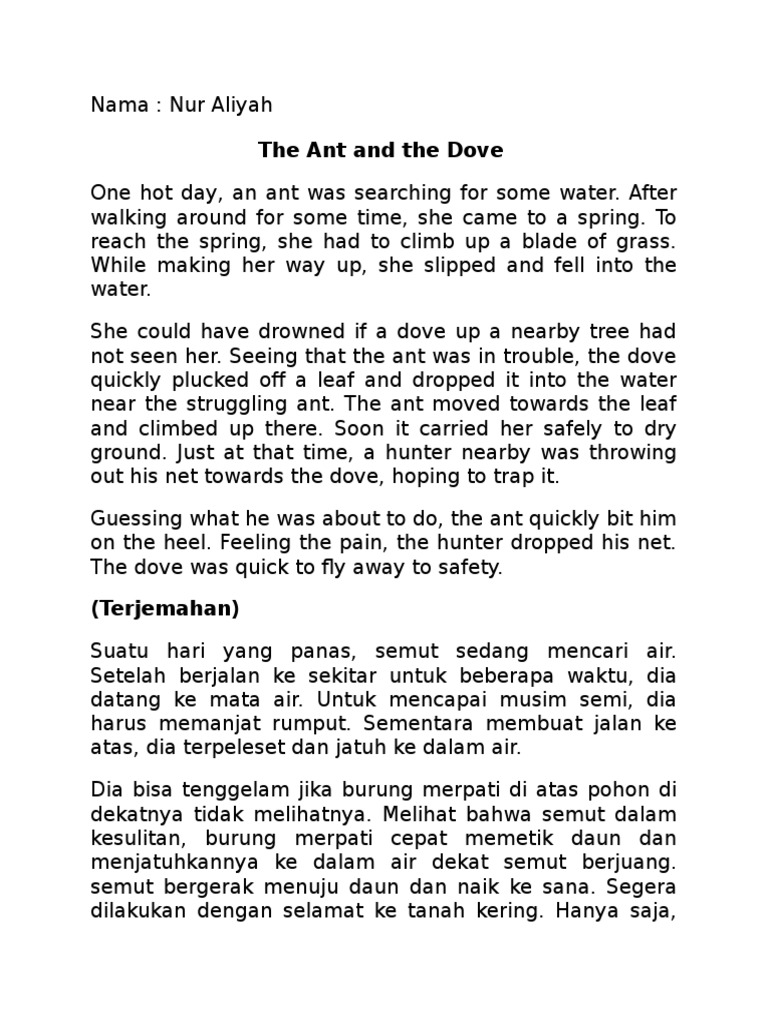 Nama : Nur Aliyah
The Ant and the Dove
One hot day, an ant was searching for some water. After
walking around for some time, she came to a spring. To
reach the spring, she had to climb up a blade of grass.
While making her way up, she slipped and fell into the
water.
She could have drowned if a dove up a nearby tree had
not seen her. Seeing that the ant was in trouble, the dove
quickly plucked off a leaf and dropped it into the water
near the struggling ant. The ant moved towards the leaf
and climbed up there. Soon it carried her safely to dry
ground. Just at that time, a hunter nearby was throwing
out his net towards the dove, hoping to trap it.
Guessing what he was about to do, the ant quickly bit him
on the heel. Feeling the pain, the hunter dropped his net.
The dove was quick to fly away to safety.
(Terjemahan)
Suatu hari yang panas, semut sedang mencari air.
Setelah berjalan ke sekitar untuk beberapa waktu, dia
datang ke mata air. Untuk mencapai musim semi, dia
harus memanjat rumput. Sementara membuat jalan ke
atas, dia terpeleset dan jatuh ke dalam air.
Dia bisa tenggelam jika burung merpati di atas pohon di
dekatnya tidak melihatnya. Melihat bahwa semut dalam
kesulitan, burung merpati cepat memetik daun dan
menjatuhkannya ke dalam air dekat semut berjuang.
semut bergerak menuju daun dan naik ke sana. Segera
dilakukan dengan selamat ke tanah kering. Hanya saja,